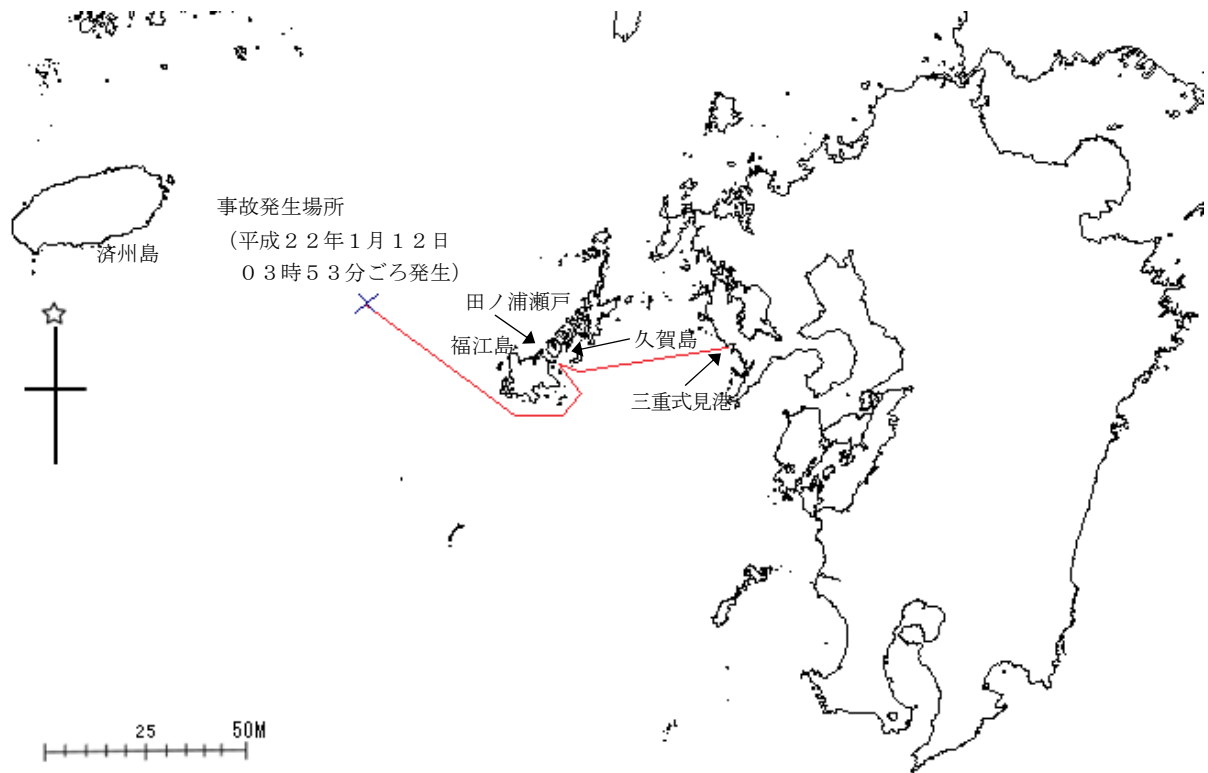 事故発生場所
(平成22年1月12日
03時53分ごろ発生)
済州島
田ノ浦瀬戸
福江島
久賀島
三重式見港
25 50M